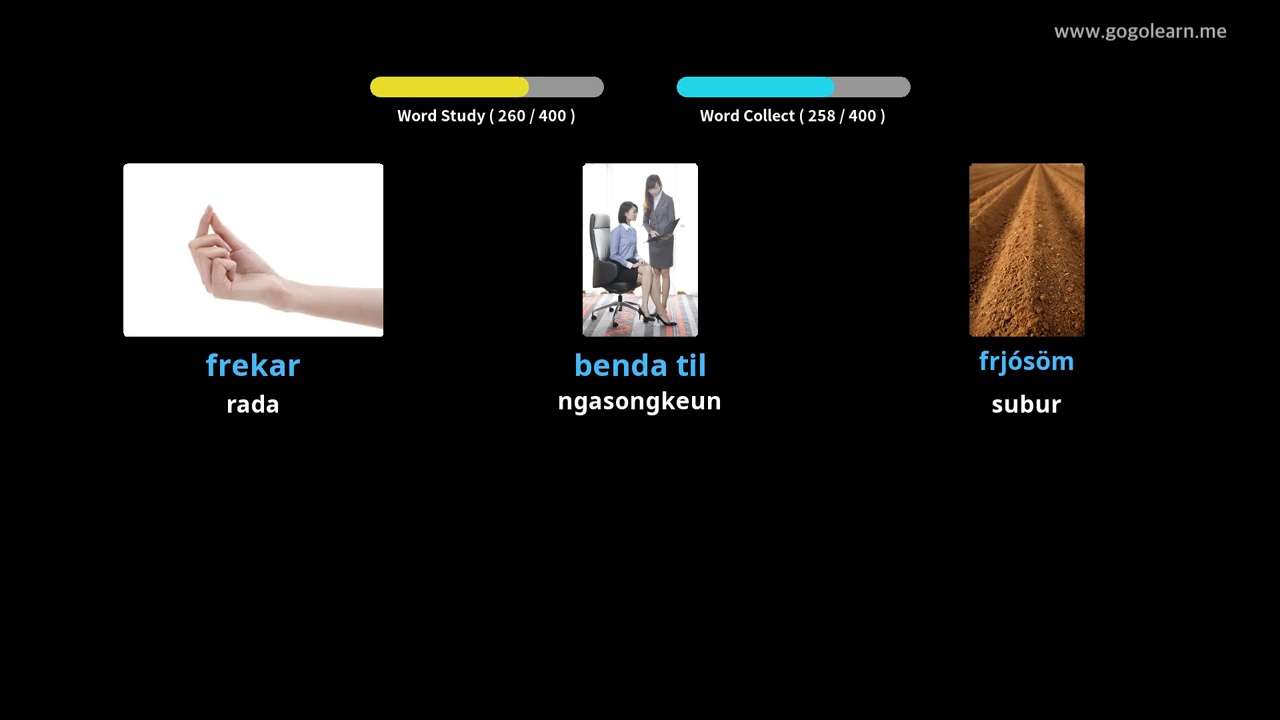 www.gogolearn.me
Word Study ( 260 / 400 )
Word Collect ( 258 / 400 )
frekar
rada
benda til
ngasongkeun
frjósöm
subur